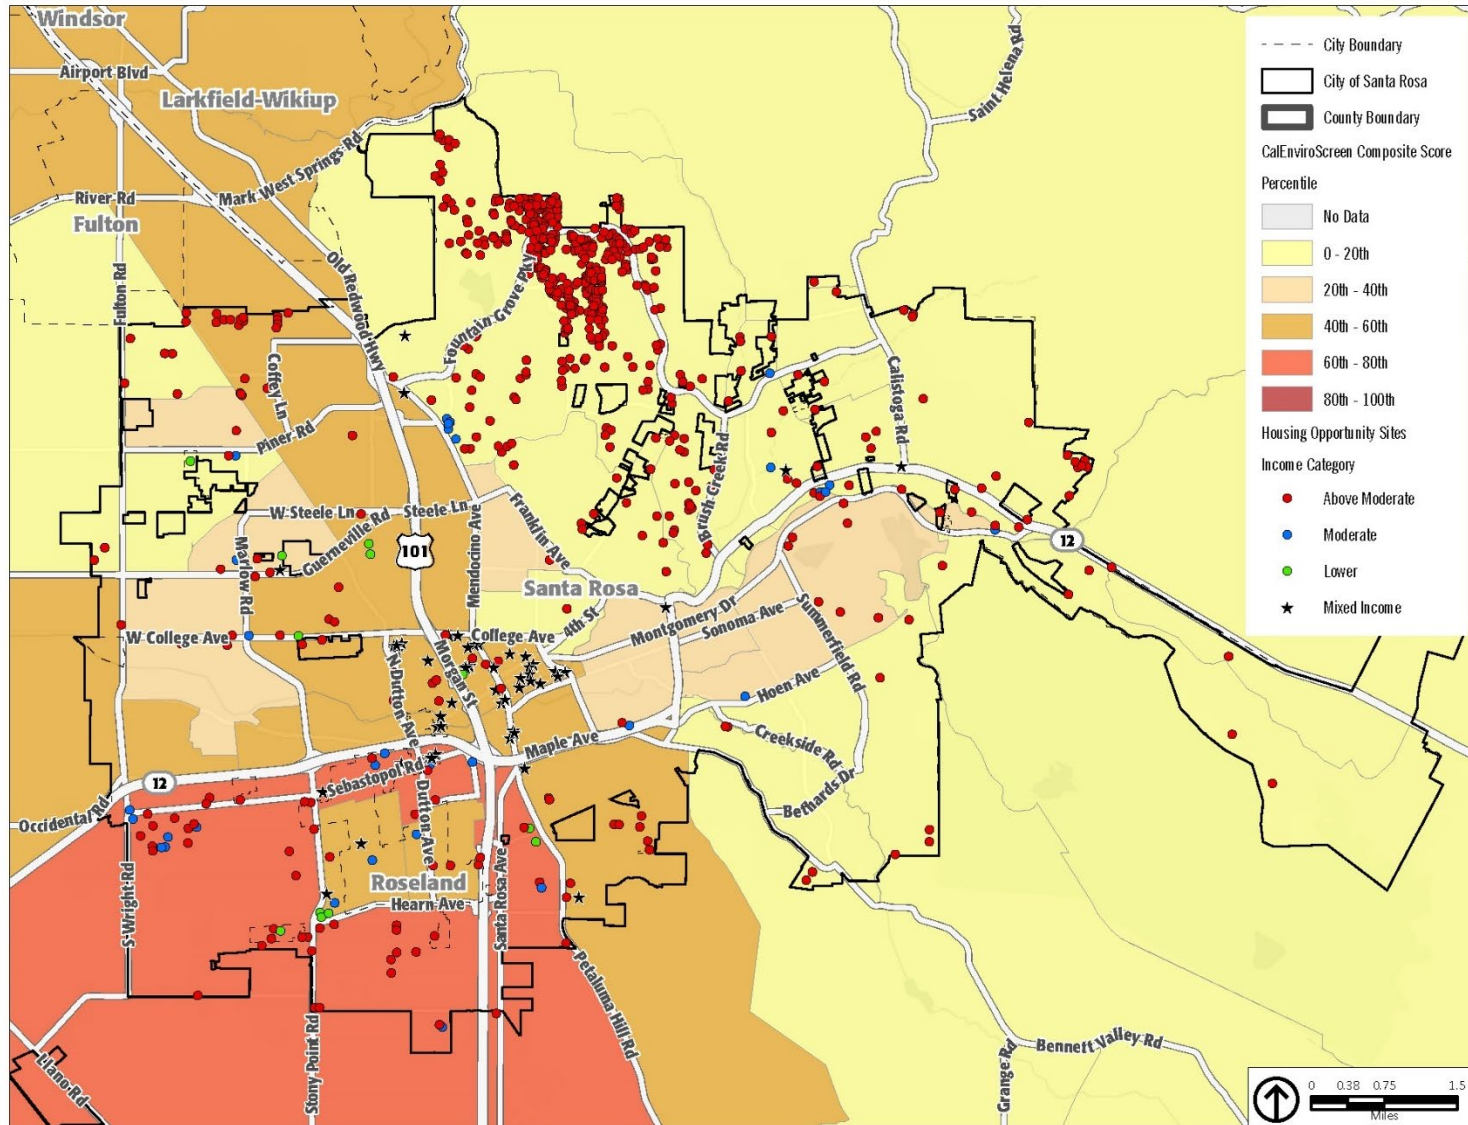 Windsor
Airport Blvd
Larkfield-Wikiup
Mark West Springs Rd
River Rd
Fulton
Fulton Rd
Old Redwood Hwy
Fountain Grove Pky
Saint Helena Rd
Coffey Ln
Piner Rd
Calistoga Rd
Brush Creek Rd
W Steele Ln
Steele Ln
Guerneville Rd
Franklin Ave
Mendocino Ave
101
Marlow Rd
12
Santa Rosa
4th St
Montgomery Dr
Sonoma Ave
Summerfield Rd
W College Ave
College Ave
N Dutton Ave
Morgan St
Hoen Ave
Creekside Rd
Bethards Dr
Maple Ave
12
Sebastopol Rd
Dutton Ave
Occidental Rd
S Wright Rd
Roseland
Hearn Ave
Santa Rosa Ave
Petaluma Hill Rd
Stony Point Rd
Llano Rd
Bennett Valley Rd
Grange Rd
City Boundary
City of Santa Rosa
County Boundary
CalEnviroScreen Composite Score
Percentile
No Data
0 - 20th
20th - 40th
40th - 60th
60th - 80th
80th - 100th
Housing Opportunity Sites
Income Category
Above Moderate
Moderate
Lower
Mixed Income
0 0.38 0.75 1.5
Miles